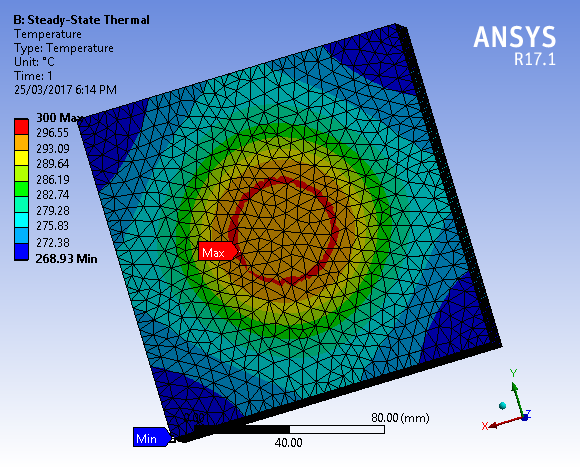 B: Steady-State Thermal
Temperature
Type: Temperature
Unit: °C
Time: 1
25/03/2017 6:14 PM
ANSYS
R17.1
300 Max
296.55
293.09
289.64
286.19
282.74
279.28
275.83
272.38
268.93 Min
Max
Min
80.00 (mm)
40.00
Y
X
Z